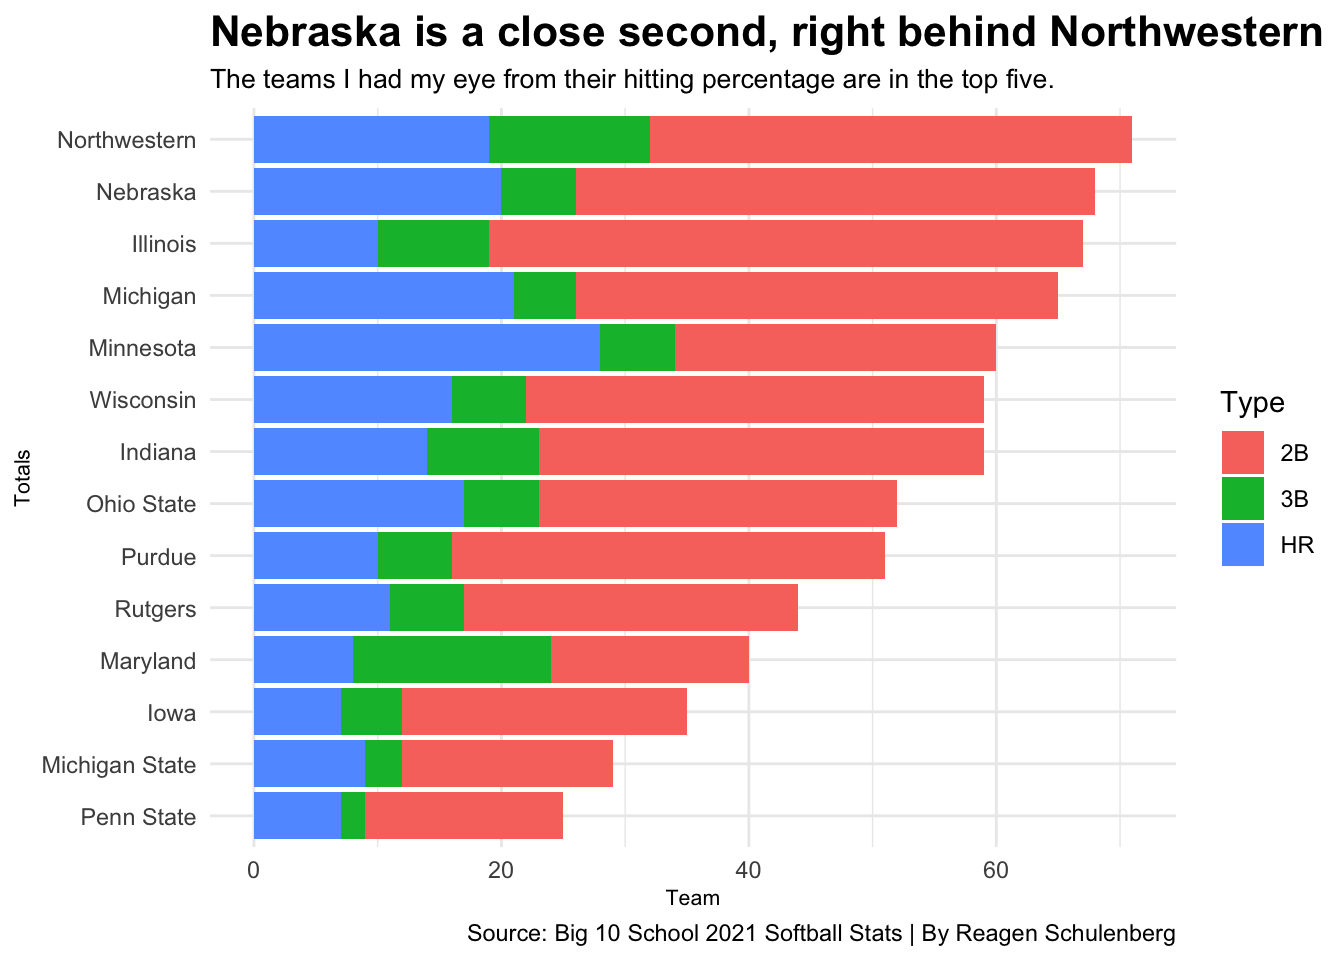 Nebraska is a close second, right behind Northwestern
The teams I had my eye from their hitting percentage are in the top five.
Northwestern
Nebraska
Illinois
Michigan
Minnesota
Wisconsin
Indiana
Ohio State
Purdue
Rutgers
Maryland
Iowa
Michigan State
Penn State
Totals
0 20 40 60
Team
Type
2B
3B
HR
Source: Big 10 School 2021 Softball Stats | By Reagen Schulenberg